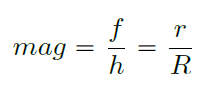 mag = f/h = r/R